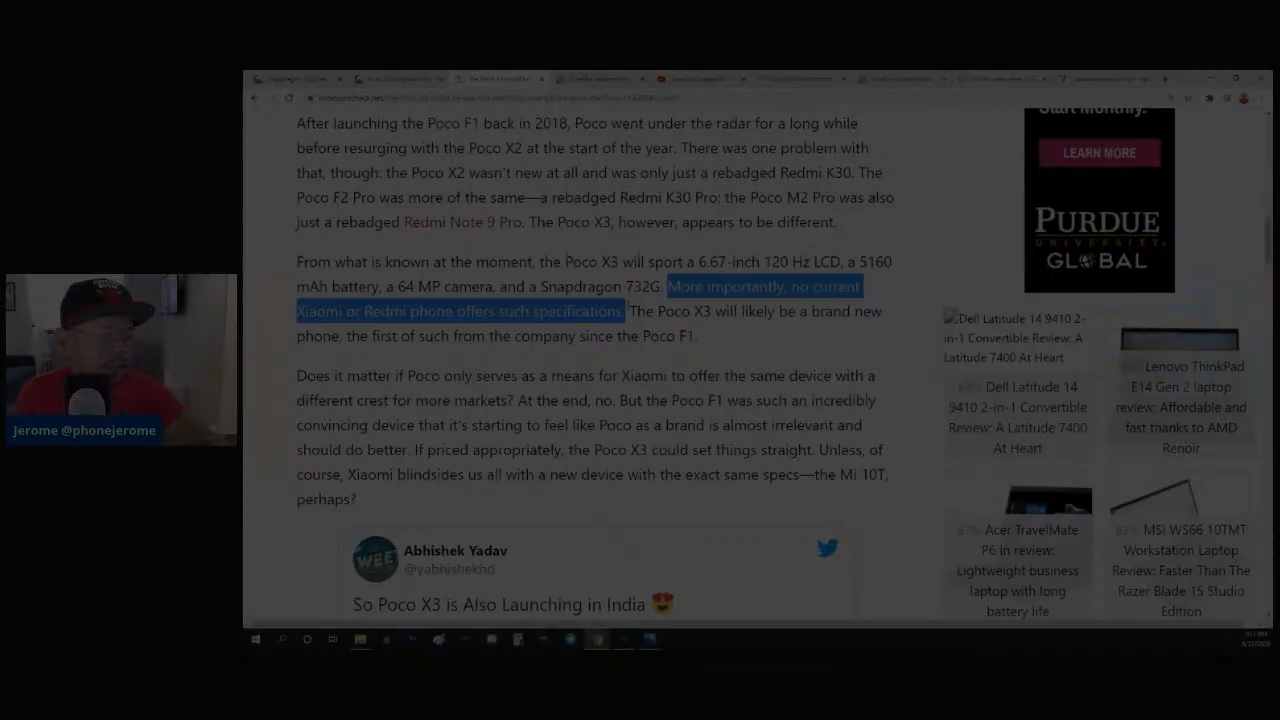 After launching the Poco F1 back in 2018, Poco went under the radar for a long while
before resurging with the Poco X2 at the start of the year. There was one problem with
that, though: the Poco X2 wasn't new at all and was only just a rebadged Redmi K30. The
Poco F2 Pro was more of the same—a rebadged Redmi K30 Pro; the Poco M2 Pro was also
just a rebadged Redmi Note 9 Pro. The Poco X3, however, appears to be different.
From what is known at the moment, the Poco X3 will sport a 6.67-inch 120 Hz LCD, a 5160
mAh battery, a 64 MP camera, and a Snapdragon 732G. More importantly, no current
Xiaomi or Redmi phone offers such specifications. The Poco X3 will likely be a brand new
phone, the first of such from the company since the Poco F1.
Does it matter if Poco only serves as a means for Xiaomi to offer the same device with a
different crest for more markets? At the end, no. But the Poco F1 was such an incredibly
convincing device that it's starting to feel like Poco as a brand is almost irrelevant and
should do better. If priced appropriately, the Poco X3 could set things straight. Unless, of
course, Xiaomi blindsides us all with a new device with the exact same specs—the Mi 10T,
perhaps?
WEE
Abhishek Yadav
@yabhishekhd
So Poco X3 is Also Launching in India 😍
Start Monthly.
LEARN MORE
PURDUE
UNIVERSITY
GLOBAL
Dell Latitude 14 9410 2-
in-1 Convertible Review: A
Latitude 7400 At Heart
Dell Latitude 14
9410 2-in-1 Convertible
Review: A Latitude 7400
At Heart
Lenovo ThinkPad
E14 Gen 2 laptop
review: Affordable and
fast thanks to AMD
Renoir
87% Acer TravelMate
P6 in review:
Lightweight business
laptop with long
battery life
83% MSI WS66 10TMT
Workstation Laptop
Review: Faster Than The
Razer Blade 15 Studio
Edition
Jerome @phonejerome